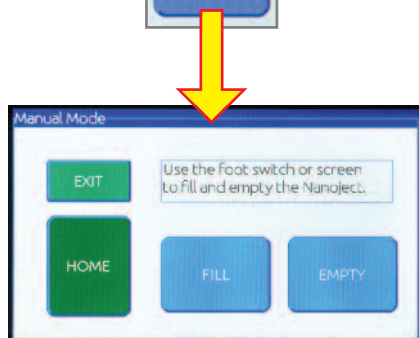 Manual Mode
EXIT
Use the foot switch or screen
to fill and empty the Nanoject.
HOME
FILL
EMPTY